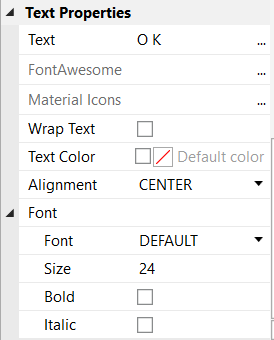 Text Properties
Text O K ...
FontAwesome ...
Material Icons ...
Wrap Text
Text Color Default color
Alignment CENTER
Font
Font DEFAULT
Size 24
Bold
Italic